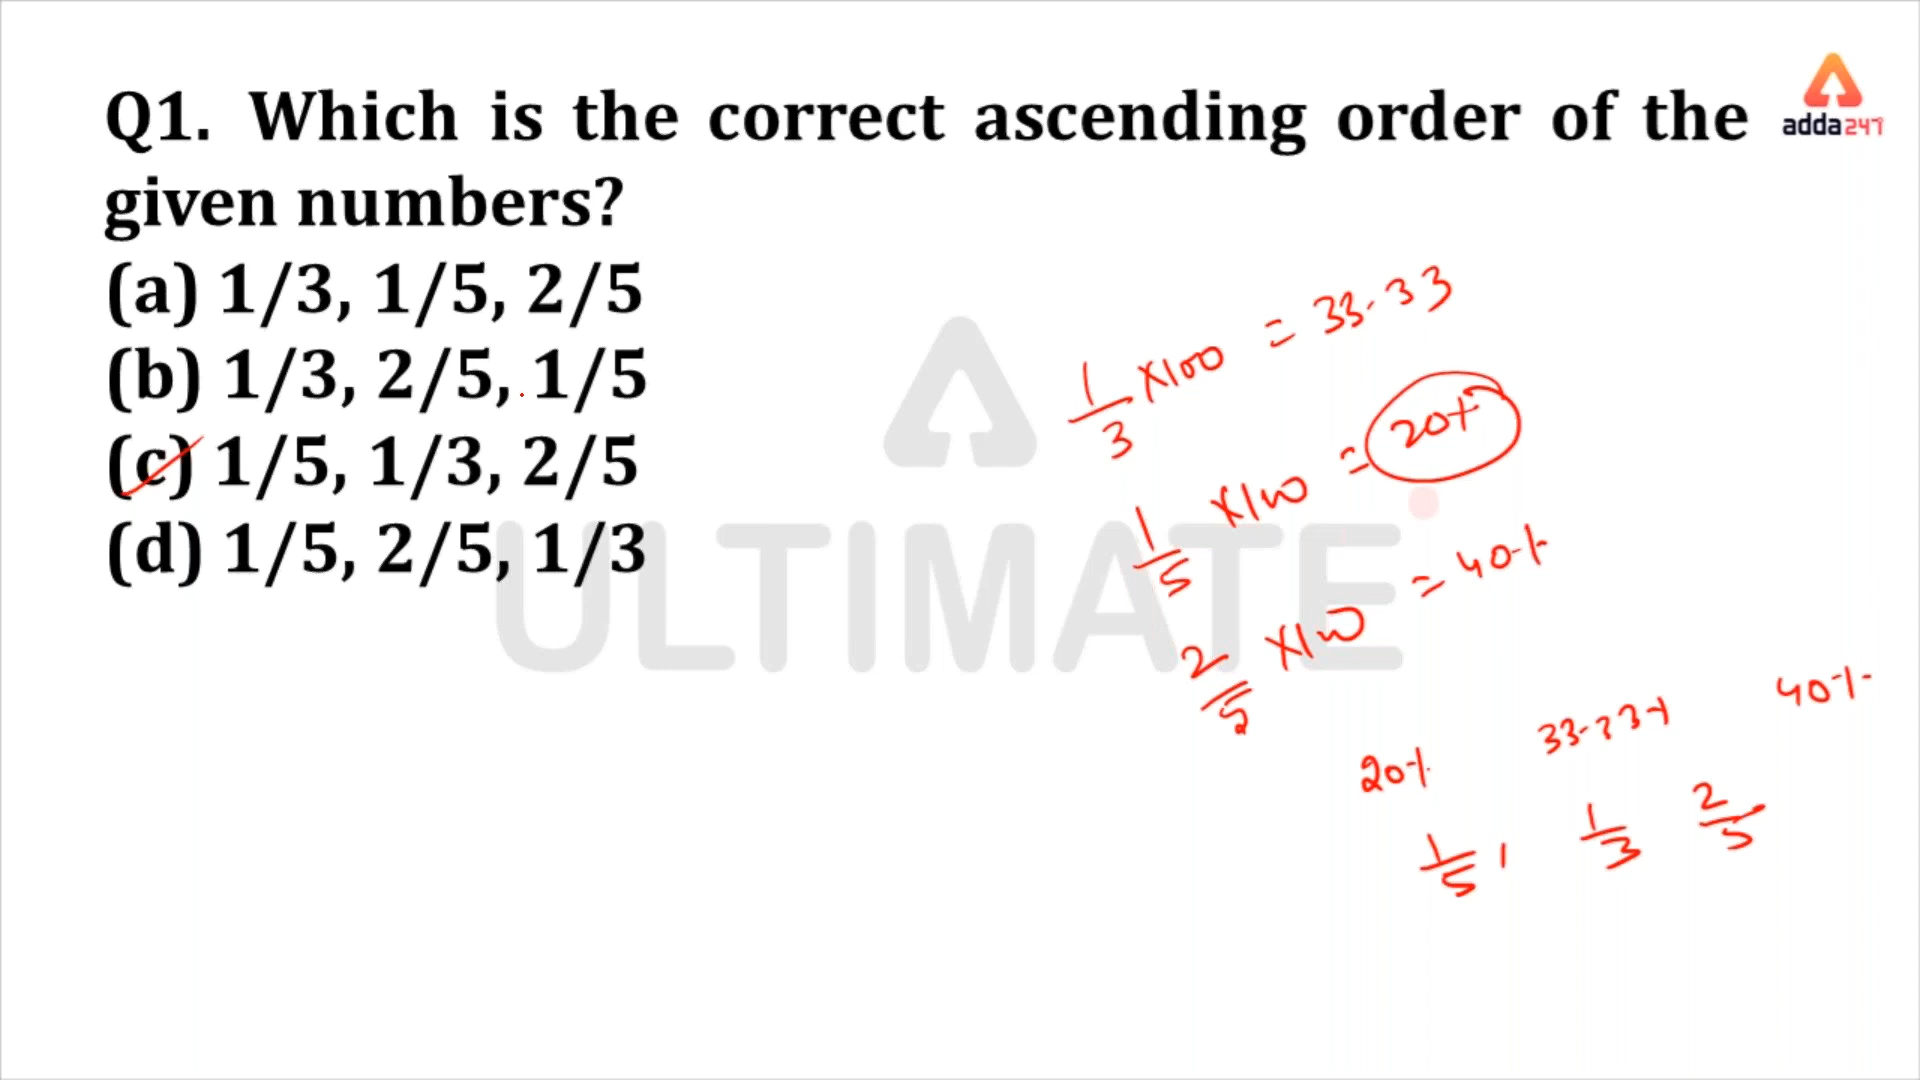 Q1. Which is the correct ascending order of the
given numbers?
(a) 1/3, 1/5, 2/5
(b) 1/3, 2/5, 1/5
(c) 1/5, 1/3, 2/5
(d) 1/5, 2/5, 1/3
adda247
ULTIMATE
1/3 ×100 = 33.33
1/5 ×100 = 20%
2/5 ×100 = 40%
20% 33.33% 40%
1/5, 1/3 2/5